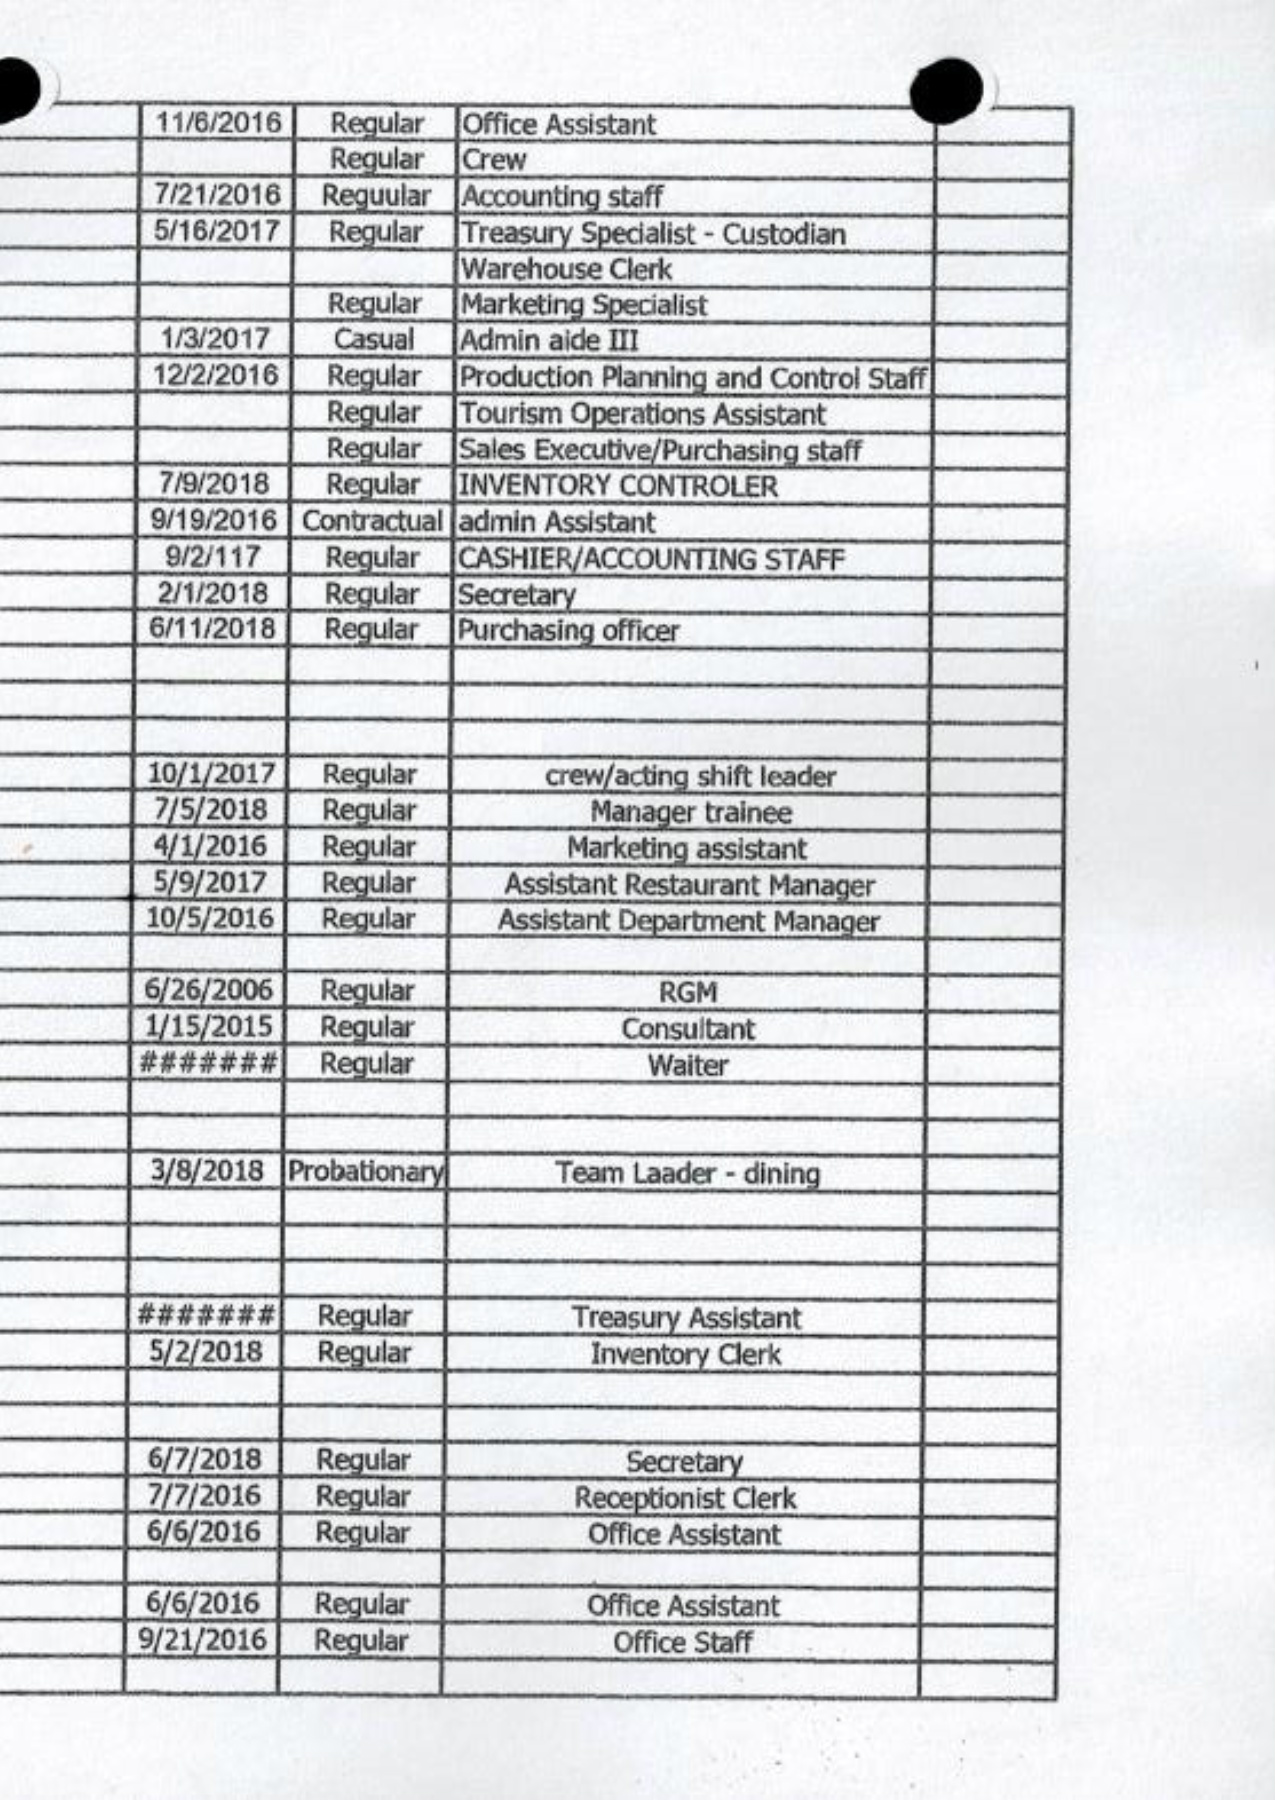 11/6/2016 Regular Office Assistant
Regular Crew
7/21/2016 Reguular Accounting staff
5/16/2017 Regular Treasury Specialist - Custodian
Warehouse Clerk
Regular Marketing Specialist
1/3/2017 Casual Admin aide III
12/2/2016 Regular Production Planning and Control Staff
Regular Tourism Operations Assistant
Regular Sales Executive/Purchasing staff
7/9/2018 Regular INVENTORY CONTROLER
9/19/2016 Contractual admin Assistant
9/2/117 Regular CASHIER/ACCOUNTING STAFF
2/1/2018 Regular Secretary
6/11/2018 Regular Purchasing officer
10/1/2017 Regular crew/acting shift leader
7/5/2018 Regular Manager trainee
4/1/2016 Regular Marketing assistant
5/9/2017 Regular Assistant Restaurant Manager
10/5/2016 Regular Assistant Department Manager
6/26/2006 Regular RGM
1/15/2015 Regular Consultant
####### Regular Waiter
3/8/2018 Probationary Team Laader - dining
####### Regular Treasury Assistant
5/2/2018 Regular Inventory Clerk
6/7/2018 Regular Secretary
7/7/2016 Regular Receptionist Clerk
6/6/2016 Regular Office Assistant
6/6/2016 Regular Office Assistant
9/21/2016 Regular Office Staff